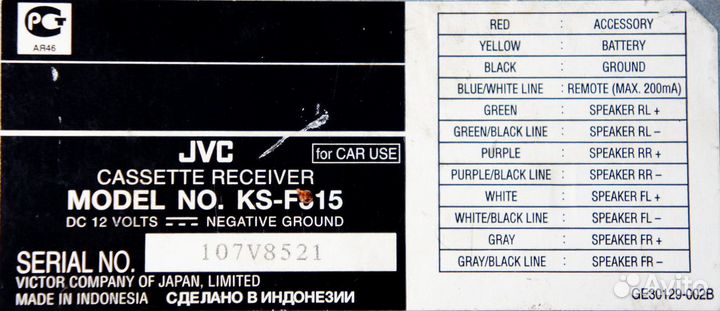 РСТ
АЯ46
JVC for CAR USE
CASSETTE RECEIVER
MODEL NO.
DC 12 VOLTS NEGATIVE GROUND
SERIAL NO. 107V8521
VICTOR COMPANY OF JAPAN, LIMITED
MADE IN INDONESIA СДЕЛАНО В ИНДОНЕЗИИ
RED : ACCESSORY
YELLOW : BATTERY
BLACK : GROUND
BLUE/WHITE LINE : REMOTE (MAX. 200mA)
GREEN : SPEAKER RL +
GREEN/BLACK LINE : SPEAKER RL –
PURPLE : SPEAKER RR +
PURPLE/BLACK LINE : SPEAKER RR –
WHITE : SPEAKER FL +
WHITE/BLACK LINE : SPEAKER FL –
GRAY : SPEAKER FR +
GRAY/BLACK LINE : SPEAKER FR –
GE30129-002B
Avito